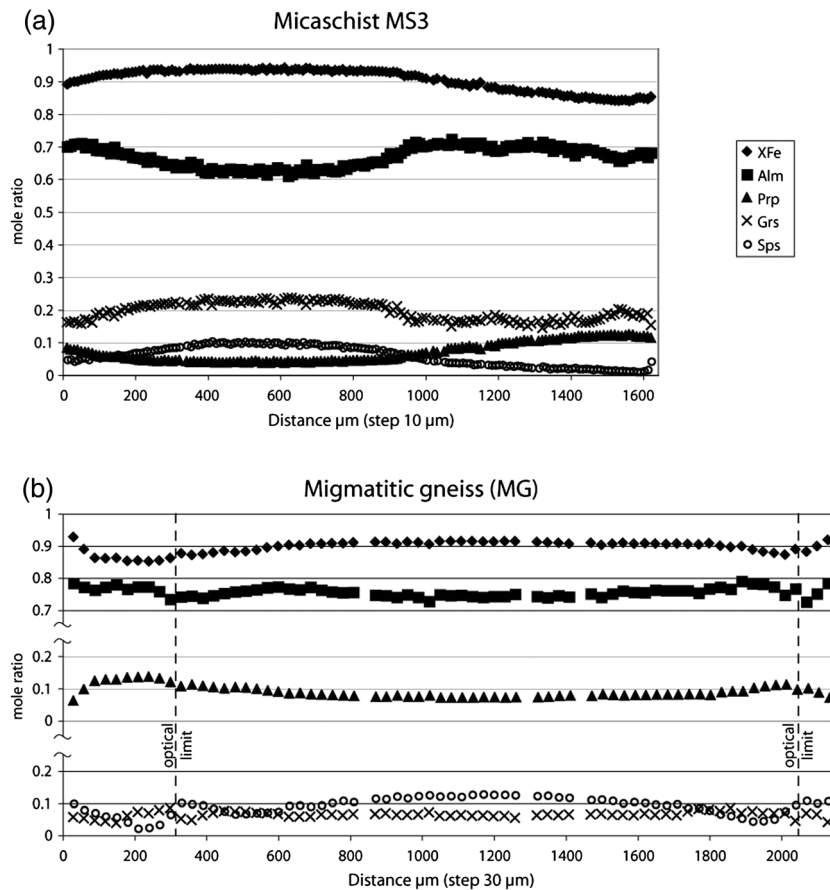 (a)
Micaschist MS3
mole ratio
1
0.9
0.8
0.7
0.6
0.5
0.4
0.3
0.2
0.1
0
0 200 400 600 800 1000 1200 1400 1600
Distance µm (step 10 µm)
XFe
Alm
Prp
Grs
Sps
(b)
Migmatitic gneiss (MG)
mole ratio
1
0.9
0.8
0.7
0.2
0.1
0
0.2
0.1
0
optical limit
optical limit
0 200 400 600 800 1000 1200 1400 1600 1800 2000
Distance µm (step 30 µm)